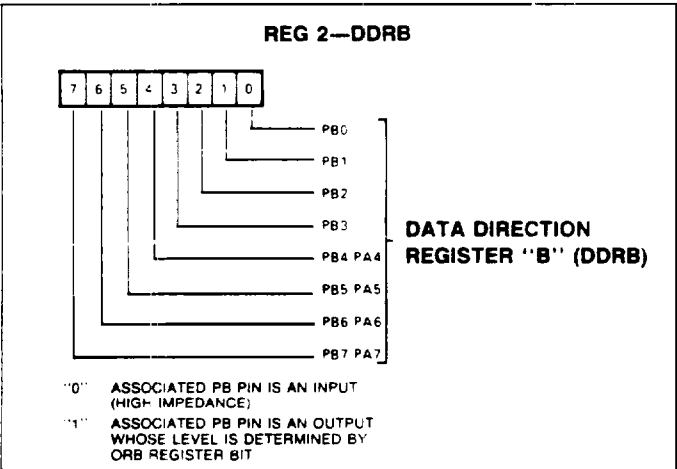 REG 2—DDRB
7 6 5 4 3 2 1 0
PB0
PB1
PB2
PB3
PB4 PA4
PB5 PA5
PB6 PA6
PB7 PA7
DATA DIRECTION
REGISTER "B" (DDRB)
"0" ASSOCIATED PB PIN IS AN INPUT
(HIGH IMPEDANCE)
"1" ASSOCIATED PB PIN IS AN OUTPUT
WHOSE LEVEL IS DETERMINED BY
ORB REGISTER BIT